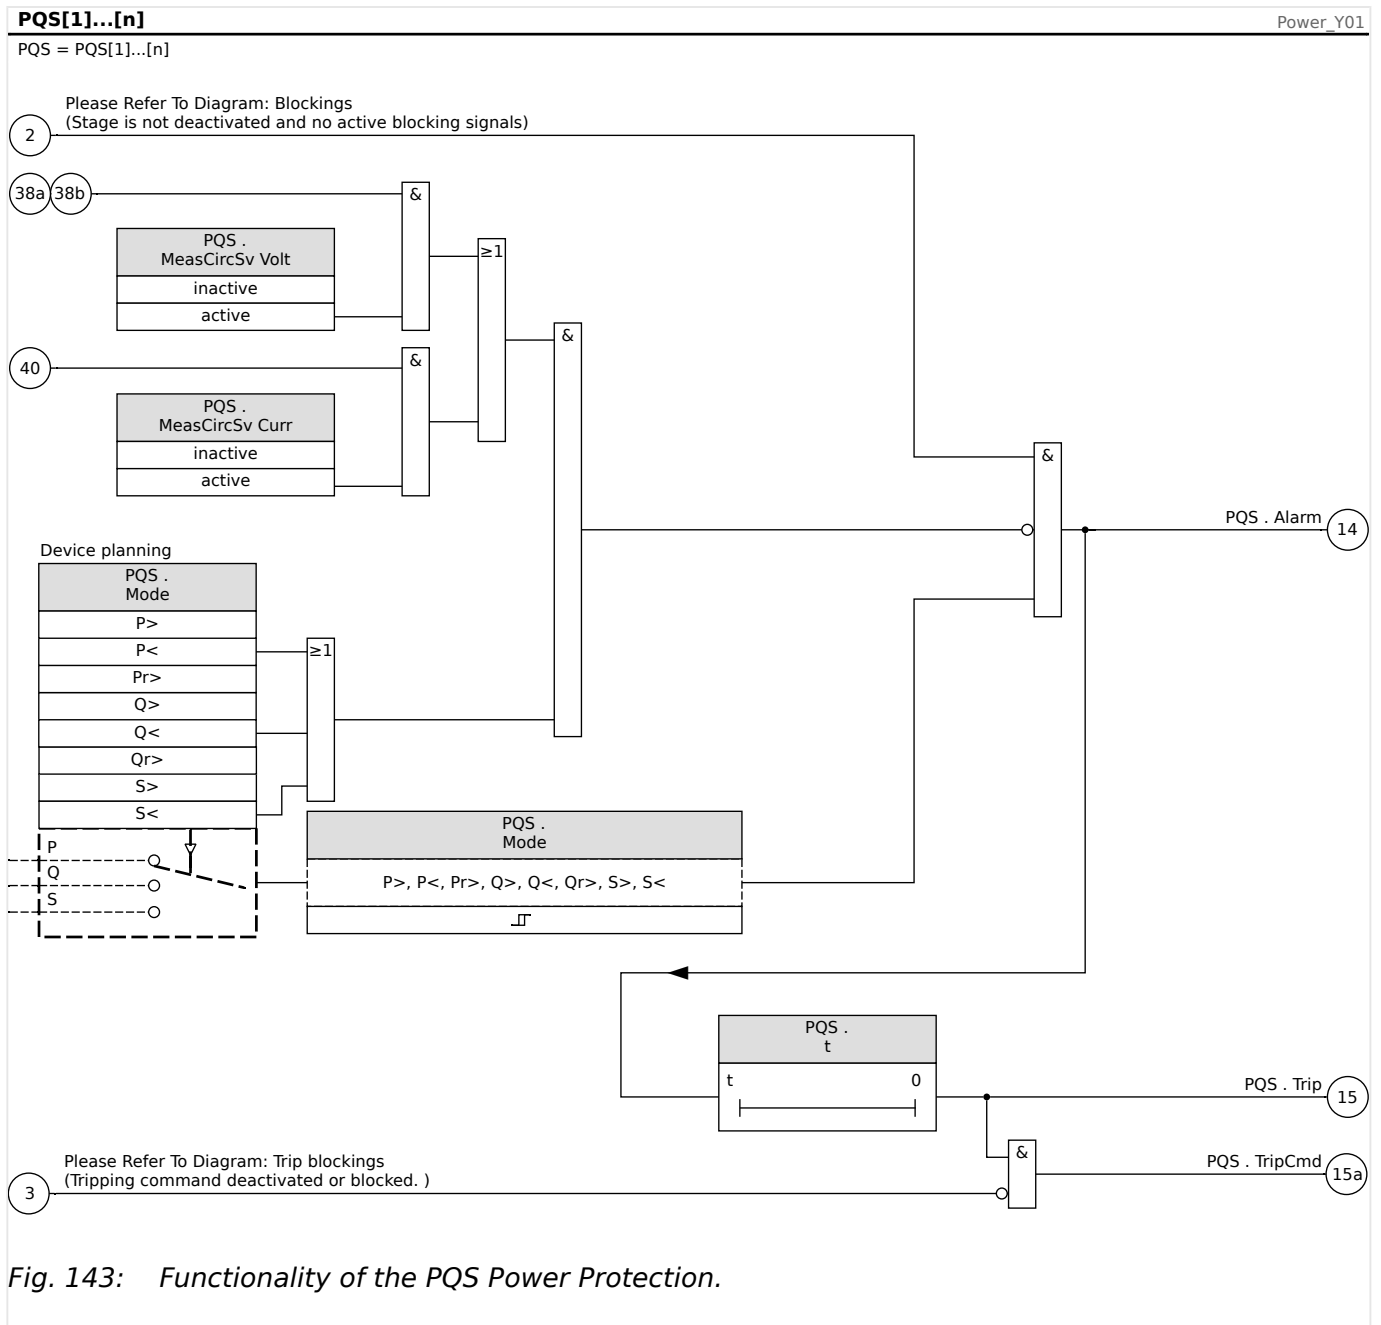 PQS[1]...[n]
Power_Y01
PQS = PQS[1]...[n]
Please Refer To Diagram: Blockings
(Stage is not deactivated and no active blocking signals)
2
38a 38b
&
PQS .
MeasCircSv Volt
inactive
active
≥1
&
40
&
PQS .
MeasCircSv Curr
inactive
active
&
PQS . Alarm
14
Device planning
PQS .
Mode
P>
P<
Pr>
Q>
Q<
Qr>
S>
S<
≥1
P
Q
S
PQS .
Mode
P>, P<, Pr>, Q>, Q<, Qr>, S>, S<
PQS .
t
t 0
PQS . Trip
15
&
PQS . TripCmd
15a
Please Refer To Diagram: Trip blockings
(Tripping command deactivated or blocked. )
3
Fig. 143: Functionality of the PQS Power Protection.